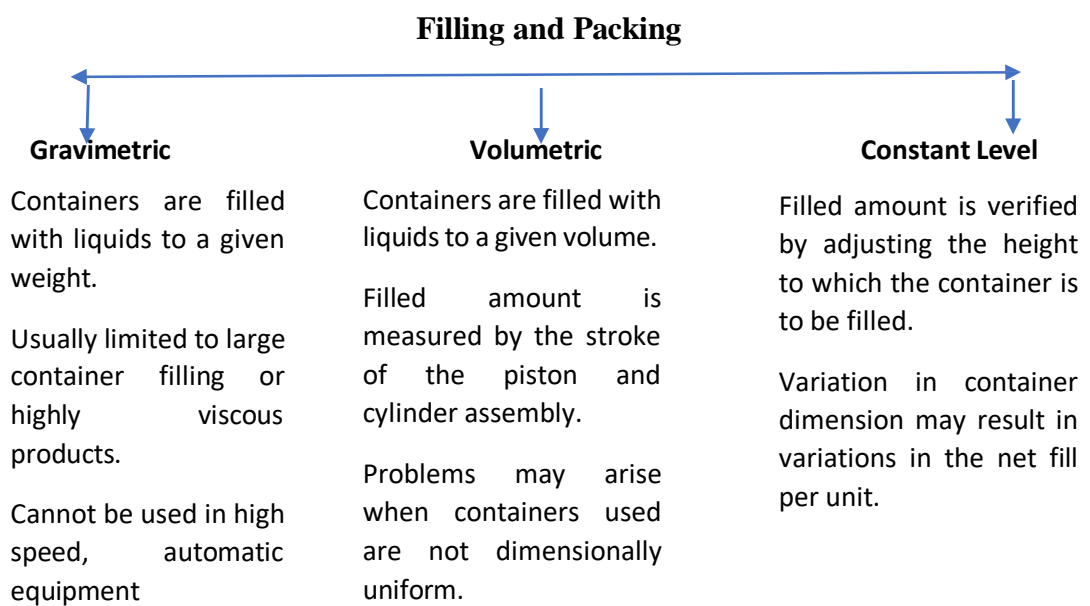 Filling and Packing
Gravimetric
Containers are filled
with liquids to a given
weight.
Usually limited to large
container filling or
highly viscous
products.
Cannot be used in high
speed, automatic
equipment
Volumetric
Containers are filled with
liquids to a given volume.
Filled amount is
measured by the stroke
of the piston and
cylinder assembly.
Problems may arise
when containers used
are not dimensionally
uniform.
Constant Level
Filled amount is verified
by adjusting the height
to which the container is
to be filled.
Variation in container
dimension may result in
variations in the net fill
per unit.